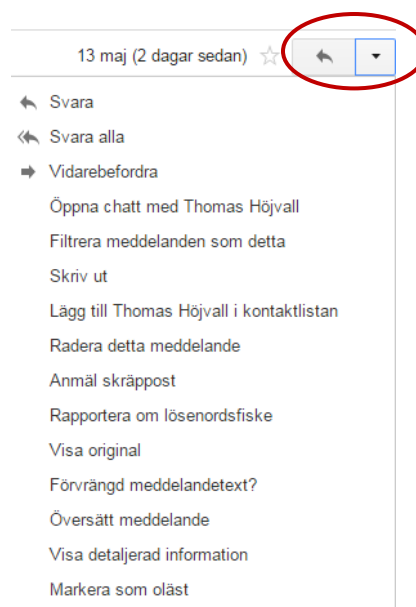 13 maj (2 dagar sedan)
Svara
Svara alla
Vidarebefordra
Öppna chatt med Thomas Höjvall
Filtrera meddelanden som detta
Skriv ut
Lägg till Thomas Höjvall i kontaktlistan
Radera detta meddelande
Anmäl skräppost
Rapportera om lösenordsfiske
Visa original
Förvrängd meddelandetext?
Översätt meddelande
Visa detaljerad information
Markera som oläst